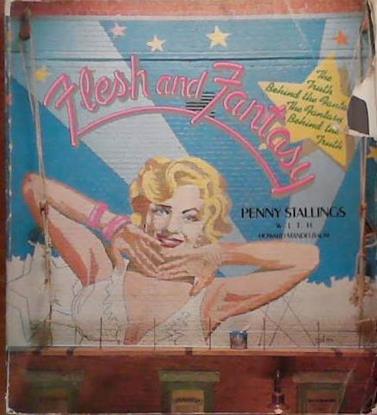 Flesh and Fantasy
The
Truth
Behind the Fantasy
The Fantasy
Behind the
Truth
PENNY STALLINGS
WITH
HOWARD MANDELBAUM